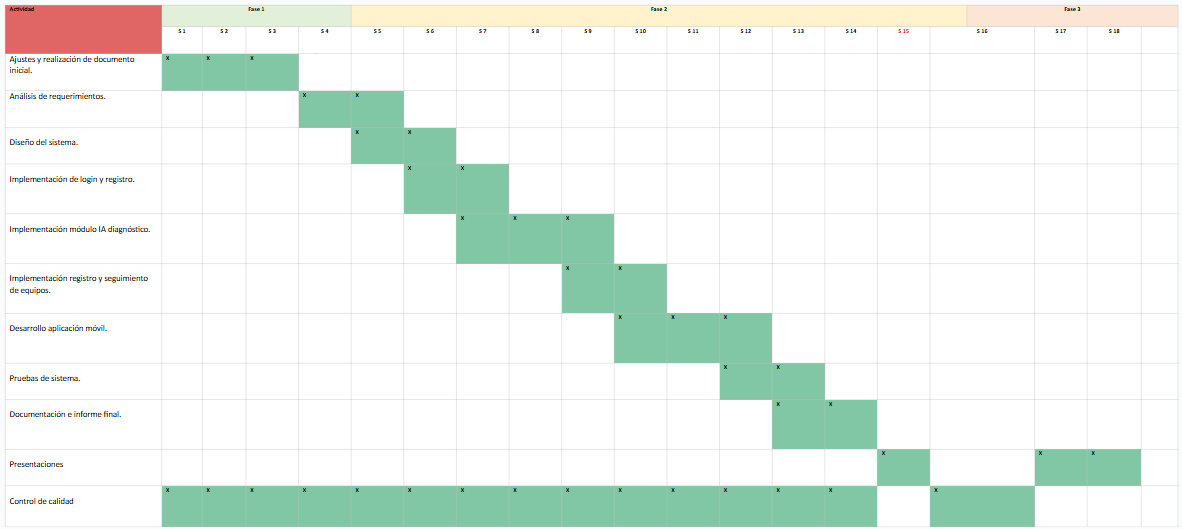 Actividad Fase 1 Fase 2 Fase 3
S 1 S 2 S 3 S 4 S 5 S 6 S 7 S 8 S 9 S 10 S 11 S 12 S 13 S 14 S 15 S 16 S 17 S 18
Ajustes y realización de documento X X X
inicial.
Análisis de requerimientos. X X
Diseño del sistema. X X
Implementación de login y registro. X X
Implementación módulo IA diagnóstico. X X X
Implementación registro y seguimiento X X
de equipos.
Desarrollo aplicación móvil. X X X
Pruebas de sistema. X X
Documentación e informe final. X X
Presentaciones X X X
Control de calidad X X X X X X X X X X X X X X X